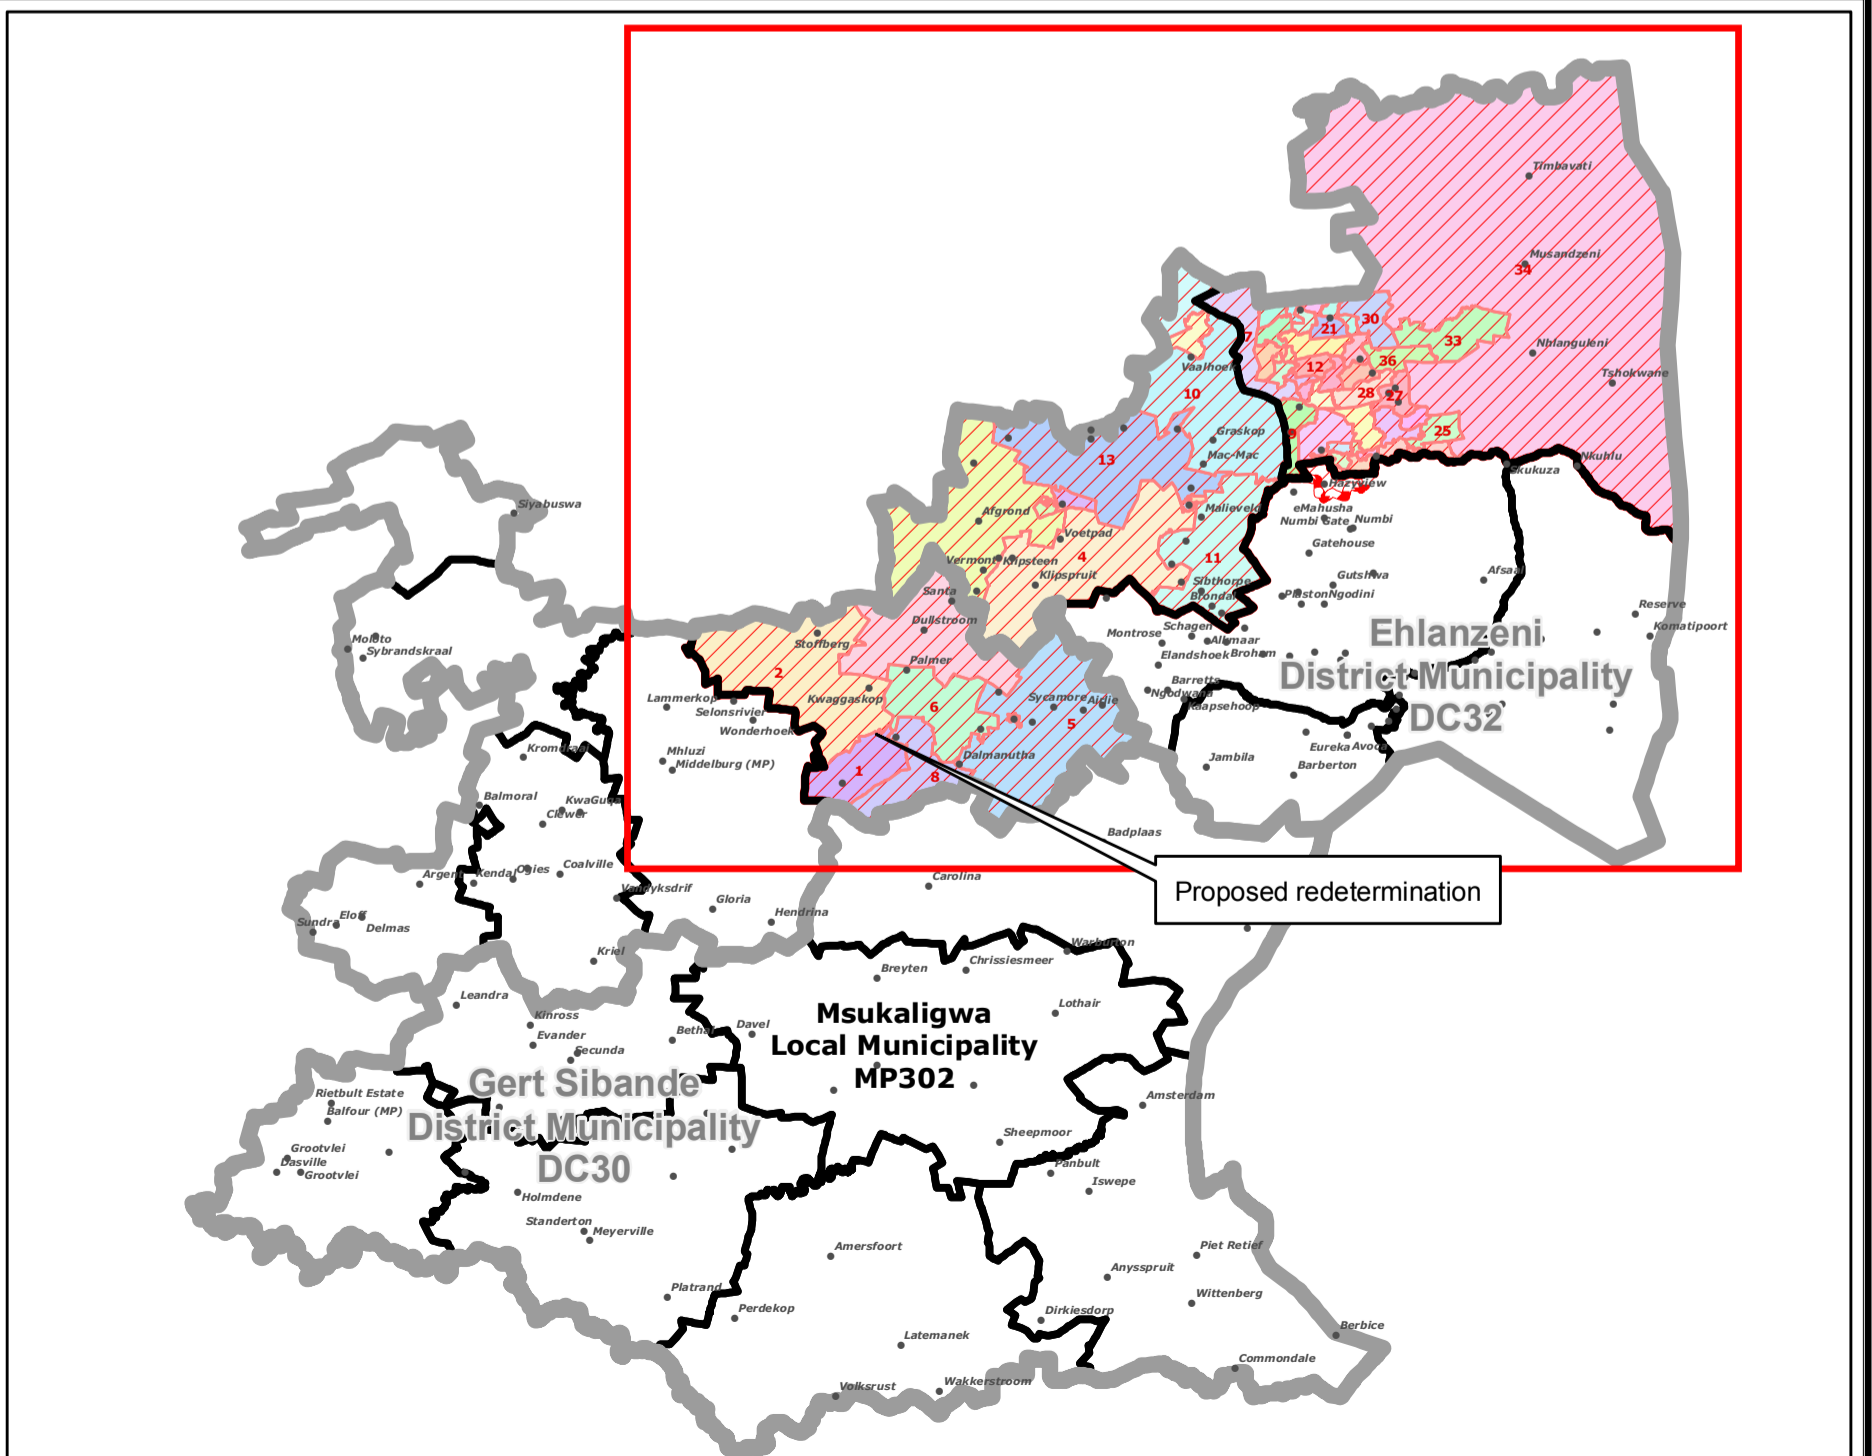 Timbavati
Musandzeni
34
30
21
7
33
Nhlanguleni
36
Vaalhoek
12
Tshokwane
10
28
27
Graskop
25
9
13
Mac-Mac
Nkuhlu
Skukuza
Hazyview
Siyabuswa
Malieveld
eMahusha
Afgrond
Numbi Gate
Numbi
Voetpad
Gatehouse
4
11
Vermont
Klipsteen
Klipspruit
Gutshwa
Afsaal
Sibthorpe
Santa
Brondal
Plaston
Ngodini
Reserve
Dullstroom
Schagen
Komatipoort
Montrose
Ehlanzeni
District Municipality
DC32
Moloto
Stoffberg
Alkmaar
Sybrandskraal
Elandshoek
Broham
Palmer
2
Barretts
Ngodwana
Lammerkop
Kwaggaskop
Sycamore
Airlie
Kaapsehoop
Selonsrivier
6
5
Wonderhoek
Kromdraai
Eureka
Avoca
Mhluzi
Dalmanutha
Jambila
Middelburg (MP)
1
8
Barberton
Balmoral
KwaGuqa
Clewer
Badplaas
Coalville
Argent
Kendal
Ogies
Carolina
Proposed redetermination
Vandyksdrif
Gloria
Hendrina
Sundra
Eloff
Delmas
Warburton
Kriel
Breyten
Chrissiesmeer
Leandra
Lothair
Msukaligwa
Local Municipality
MP302
Kinross
Davel
Bethal
Evander
Secunda
Gert Sibande
District Municipality
DC30
Rietbult Estate
Amsterdam
Balfour (MP)
Sheepmoor
Grootvlei
Dasville
Grootvlei
Panbult
Iswepe
Holmdene
Standerton
Meyerville
Amersfoort
Piet Retief
Anysspruit
Platrand
Wittenberg
Perdekop
Dirkiesdorp
Berbice
Latemanek
Commondale
Volksrust
Wakkerstroom